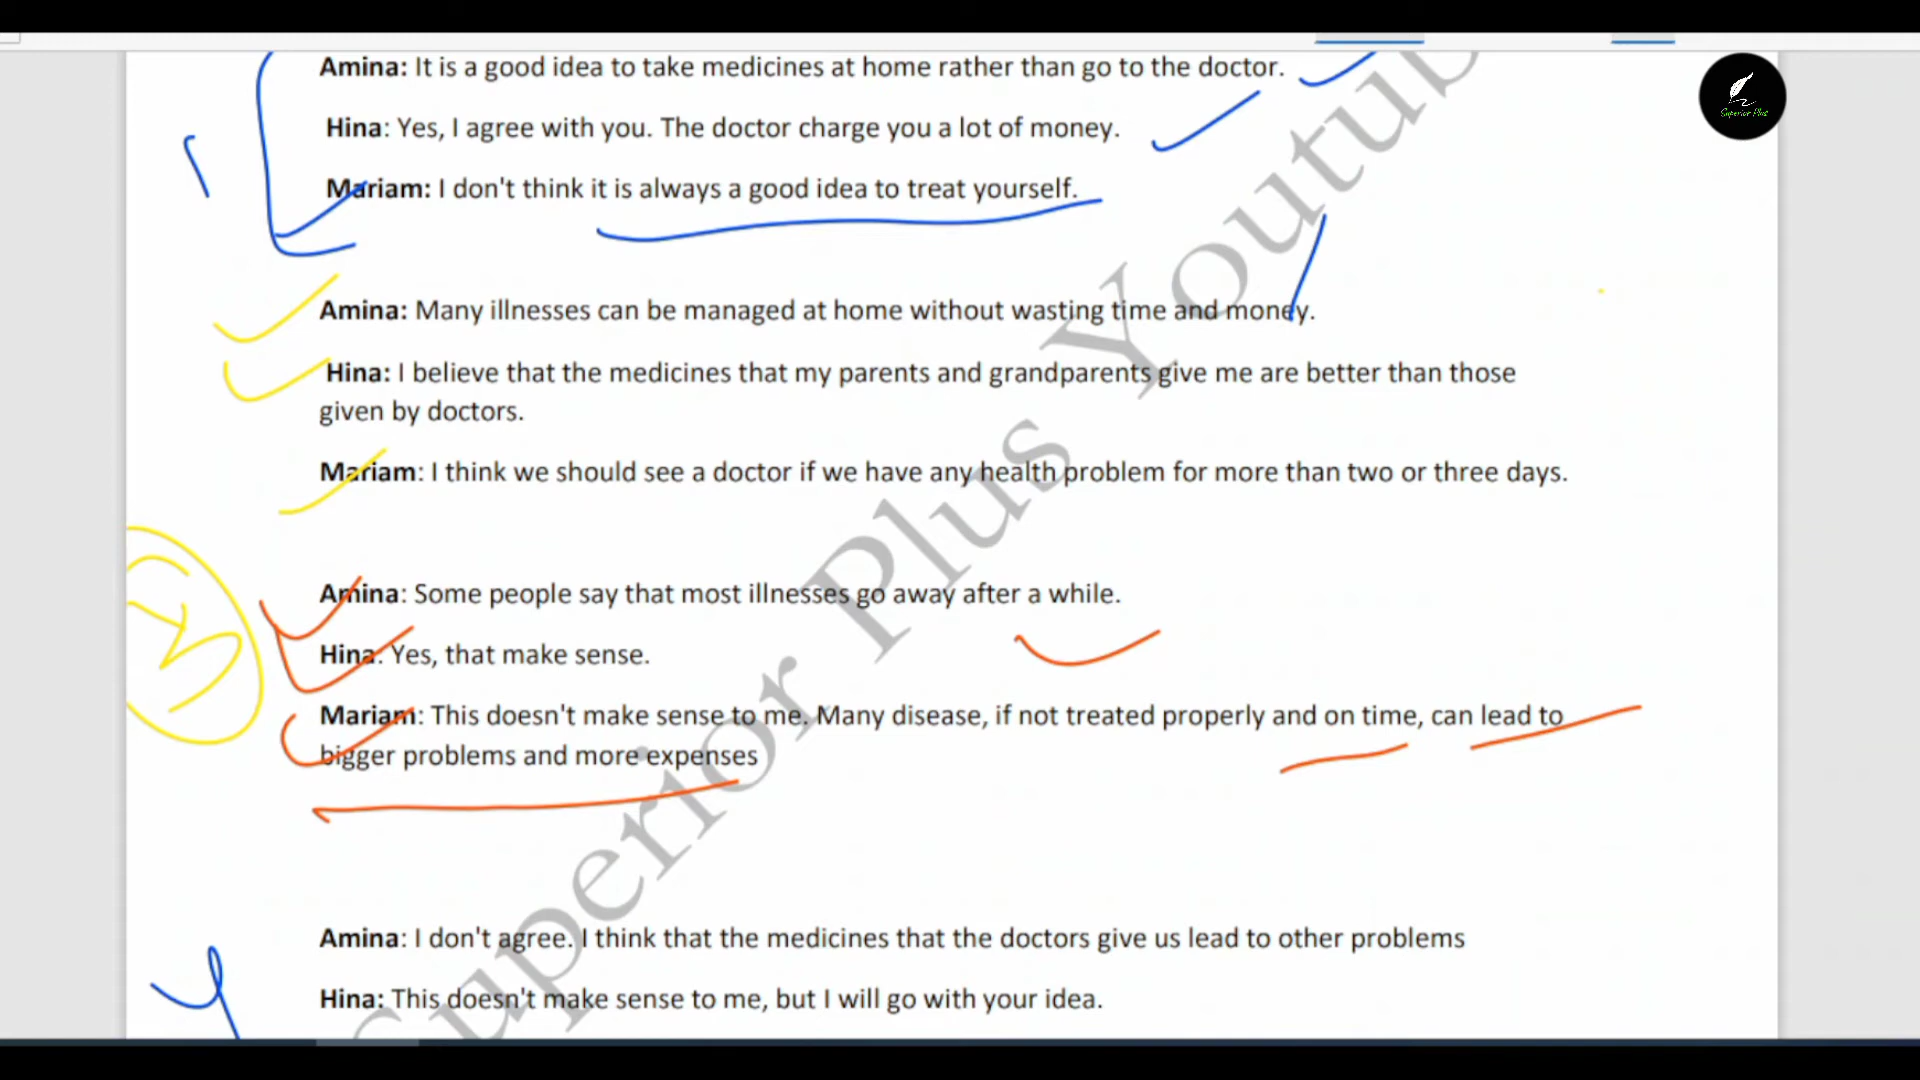 Amina: It is a good idea to take medicines at home rather than go to the doctor.
Superior Plus
Hina: Yes, I agree with you. The doctor charge you a lot of money.
Mariam: I don't think it is always a good idea to treat yourself.
Amina: Many illnesses can be managed at home without wasting time and money.
Hina: I believe that the medicines that my parents and grandparents give me are better than those
given by doctors.
Mariam: I think we should see a doctor if we have any health problem for more than two or three days.
Amina: Some people say that most illnesses go away after a while.
Hina: Yes, that make sense.
Mariam: This doesn't make sense to me. Many disease, if not treated properly and on time, can lead to
bigger problems and more expenses
Amina: I don't agree. I think that the medicines that the doctors give us lead to other problems
Hina: This doesn't make sense to me, but I will go with your idea.
Superior Plus Youtub